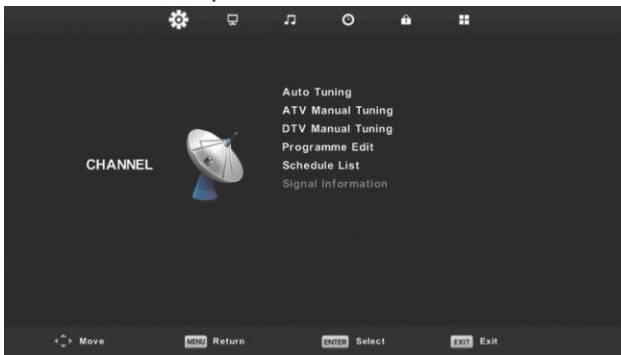 Auto Tuning
ATV Manual Tuning
DTV Manual Tuning
Programme Edit
CHANNEL
Schedule List
Signal Information
Move
MENU Return
ENTER Select
EXIT Exit